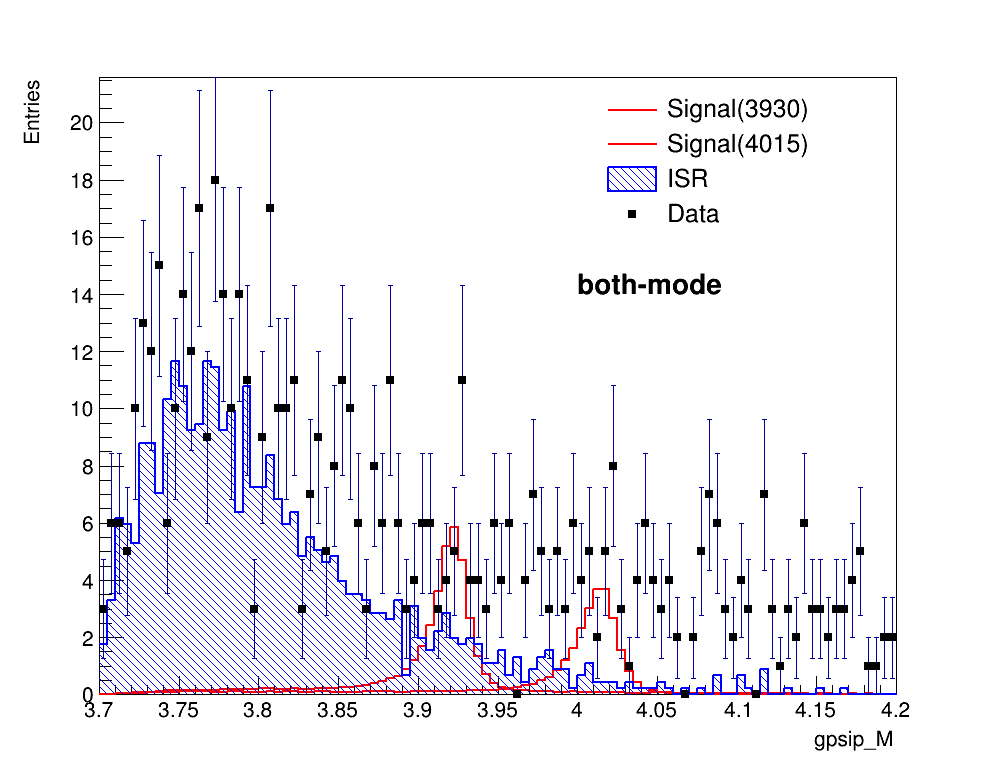 Entries
Signal(3930)
Signal(4015)
ISR
Data
both-mode
20
18
16
14
12
10
8
6
4
2
0
3.7 3.75 3.8 3.85 3.9 3.95 4 4.05 4.1 4.15 4.2
gpsip_M